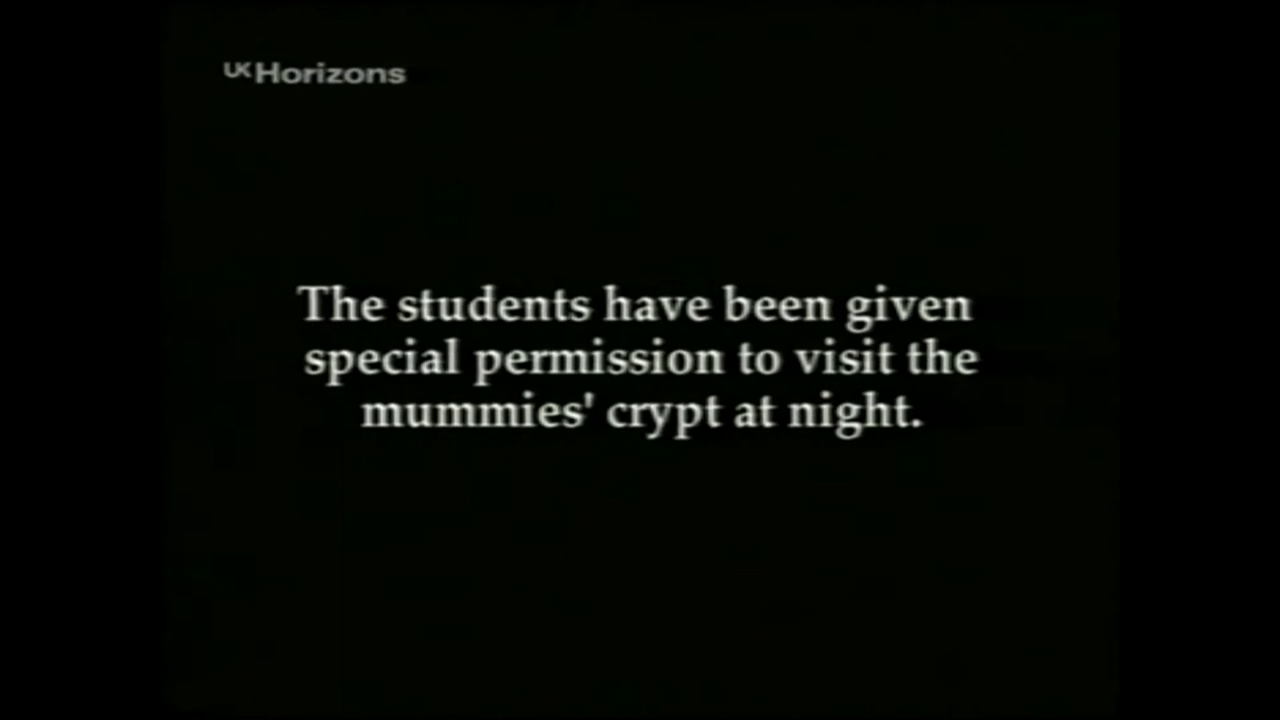 UKHorizons
The students have been given
special permission to visit the
mummies' crypt at night.